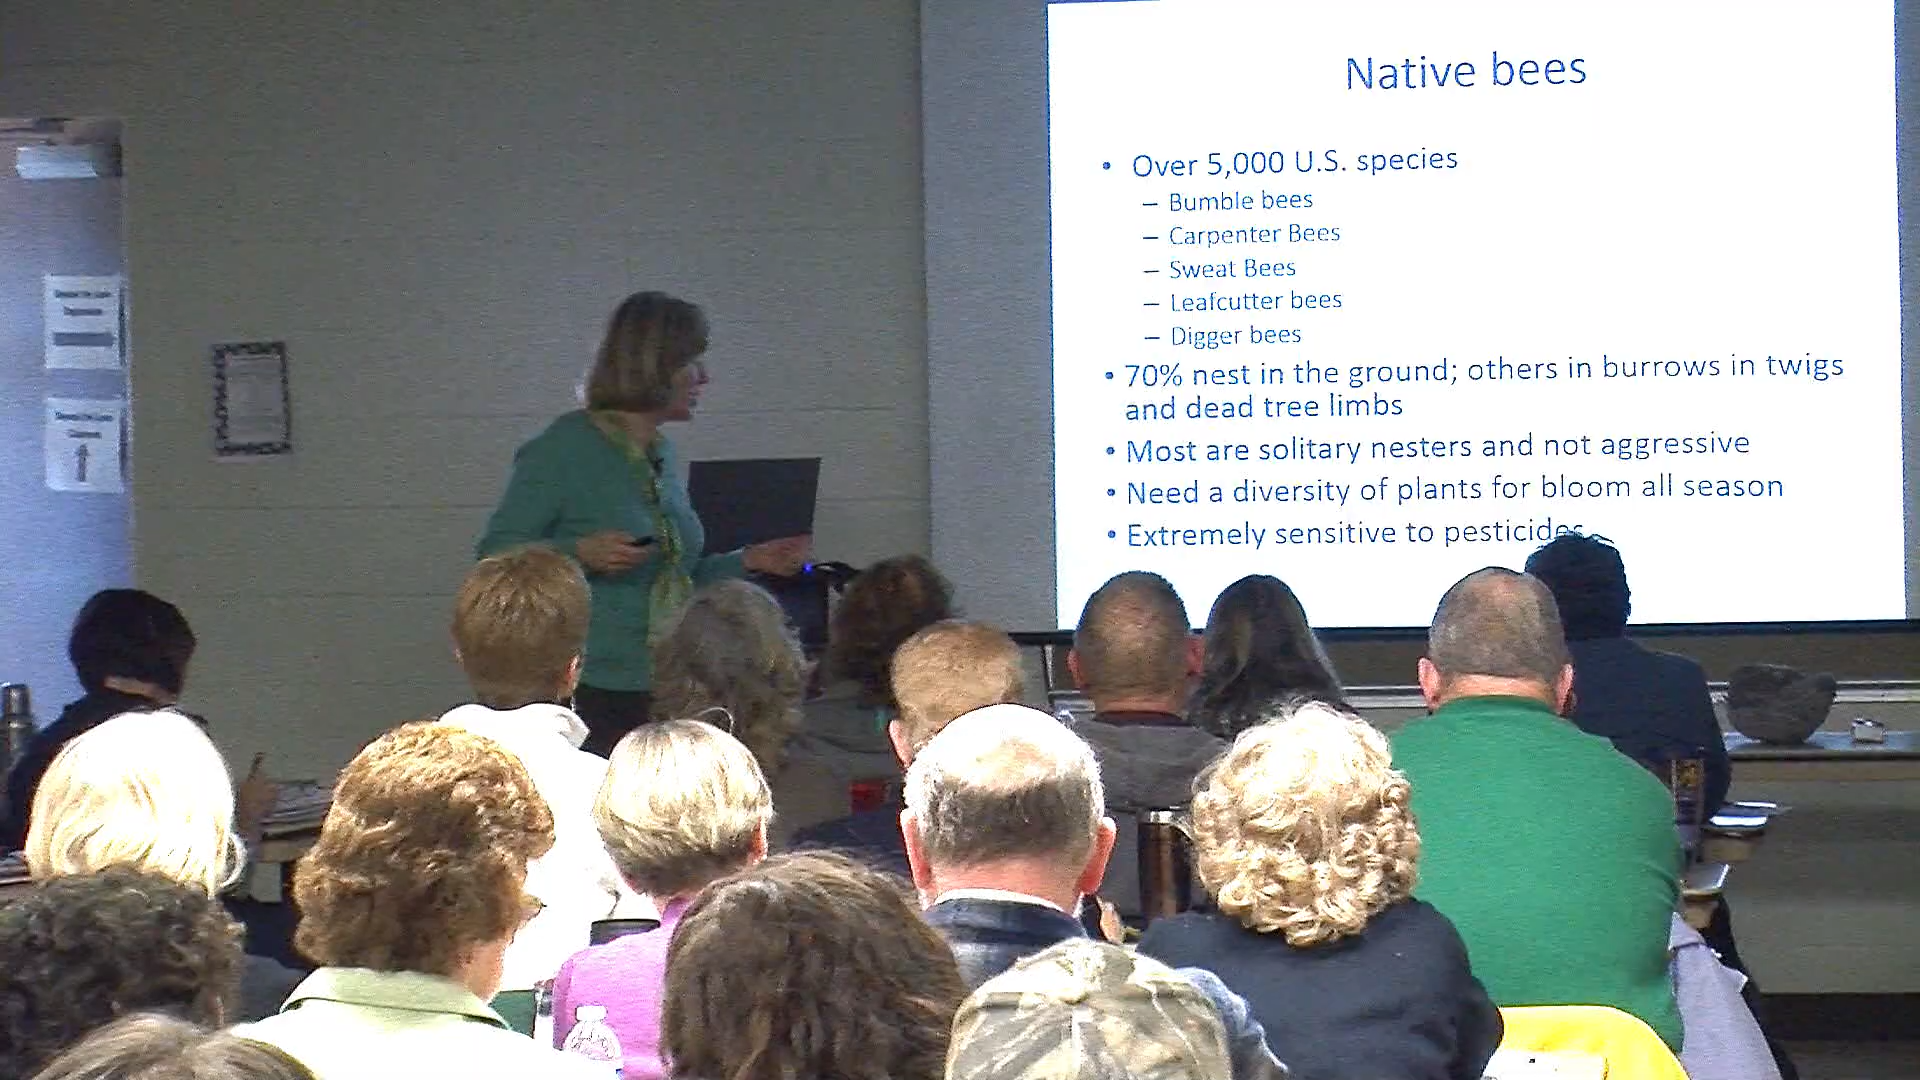 Native bees
• Over 5,000 U.S. species
– Bumble bees
– Carpenter Bees
– Sweat Bees
– Leafcutter bees
– Digger bees
• 70% nest in the ground; others in burrows in twigs
and dead tree limbs
• Most are solitary nesters and not aggressive
• Need a diversity of plants for bloom all season
• Extremely sensitive to pesticides